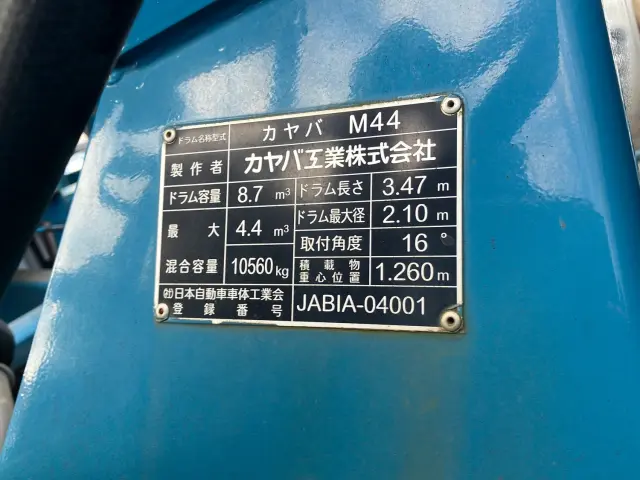 ドラム名称型式 カヤバ M44
製作者 カヤバ工業株式会社
ドラム容量 8.7 m³ ドラム長さ 3.47 m
最大 4.4 m³ ドラム最大径 2.10 m
混合容量 10560kg 取付角度 16°
積載物重心位置 1.260m
㈳日本自動車車体工業会
登録番号 JABIA-04001